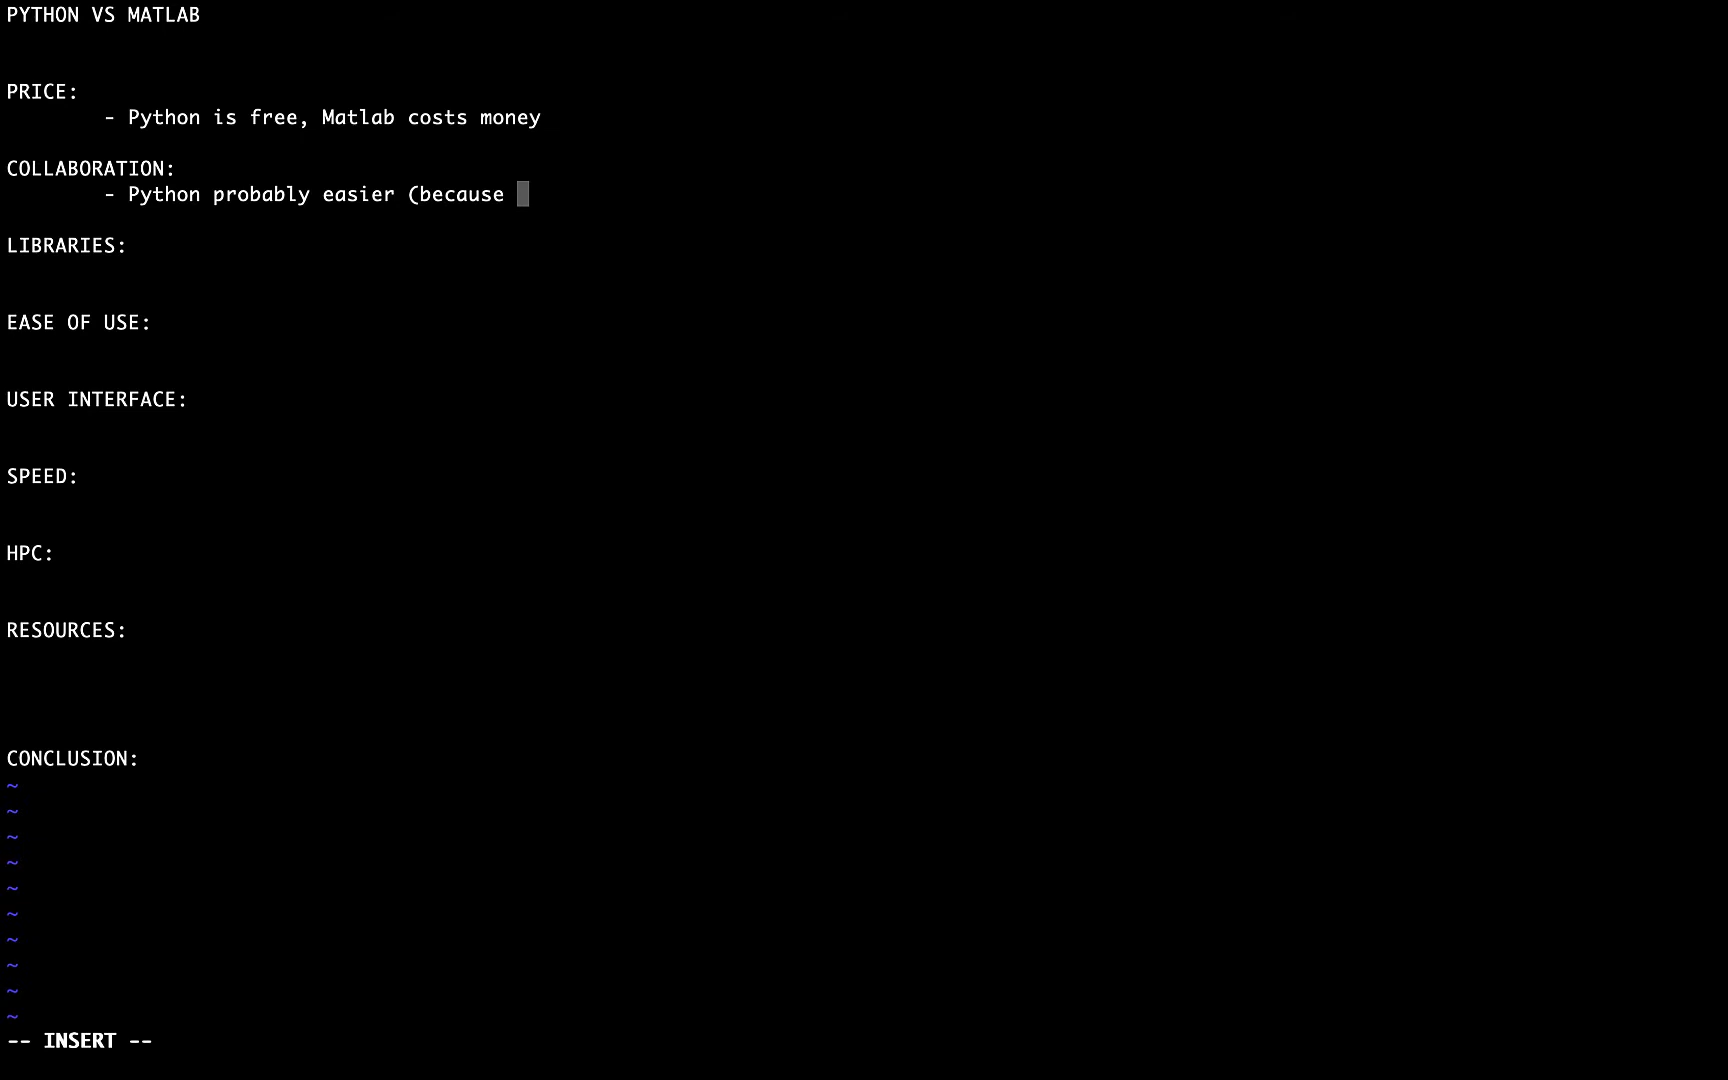 PYTHON VS MATLAB
PRICE:
- Python is free, Matlab costs money
COLLABORATION:
- Python probably easier (because
LIBRARIES:
EASE OF USE:
USER INTERFACE:
SPEED:
HPC:
RESOURCES:
CONCLUSION:
~
~
~
~
~
~
~
~
~
~
-- INSERT --